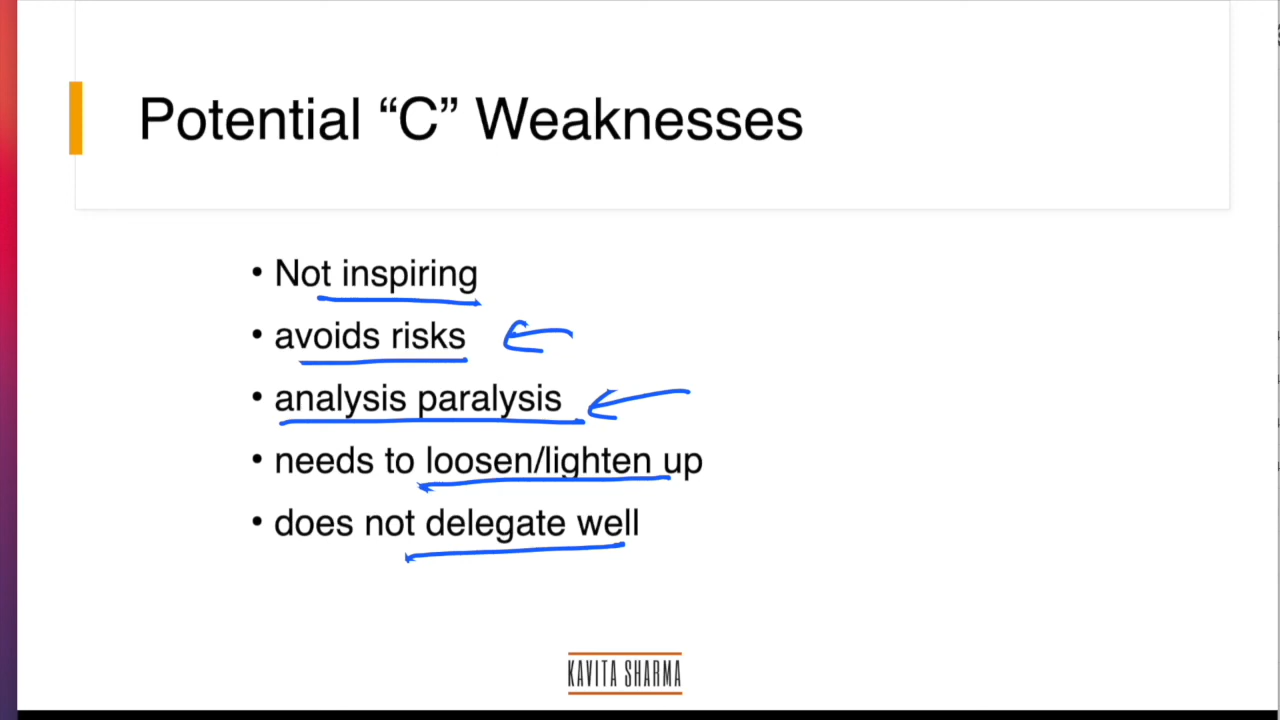 Potential “C” Weaknesses
• Not inspiring
• avoids risks
• analysis paralysis
• needs to loosen/lighten up
• does not delegate well
KAVITA SHARMA